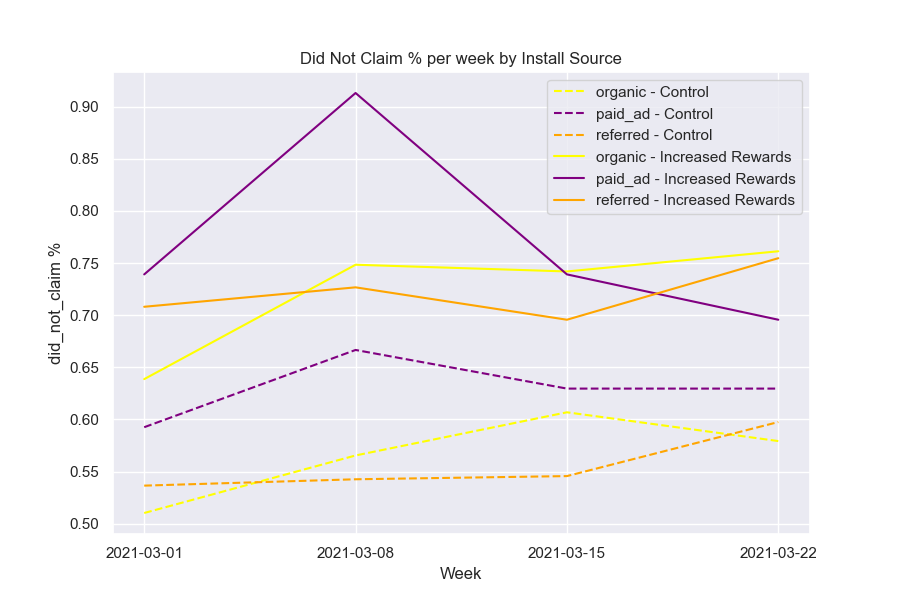 Did Not Claim % per week by Install Source
organic - Control
paid_ad - Control
referred - Control
organic - Increased Rewards
paid_ad - Increased Rewards
referred - Increased Rewards
did_not_claim %
0.90
0.85
0.80
0.75
0.70
0.65
0.60
0.55
0.50
2021-03-01 2021-03-08 2021-03-15 2021-03-22
Week